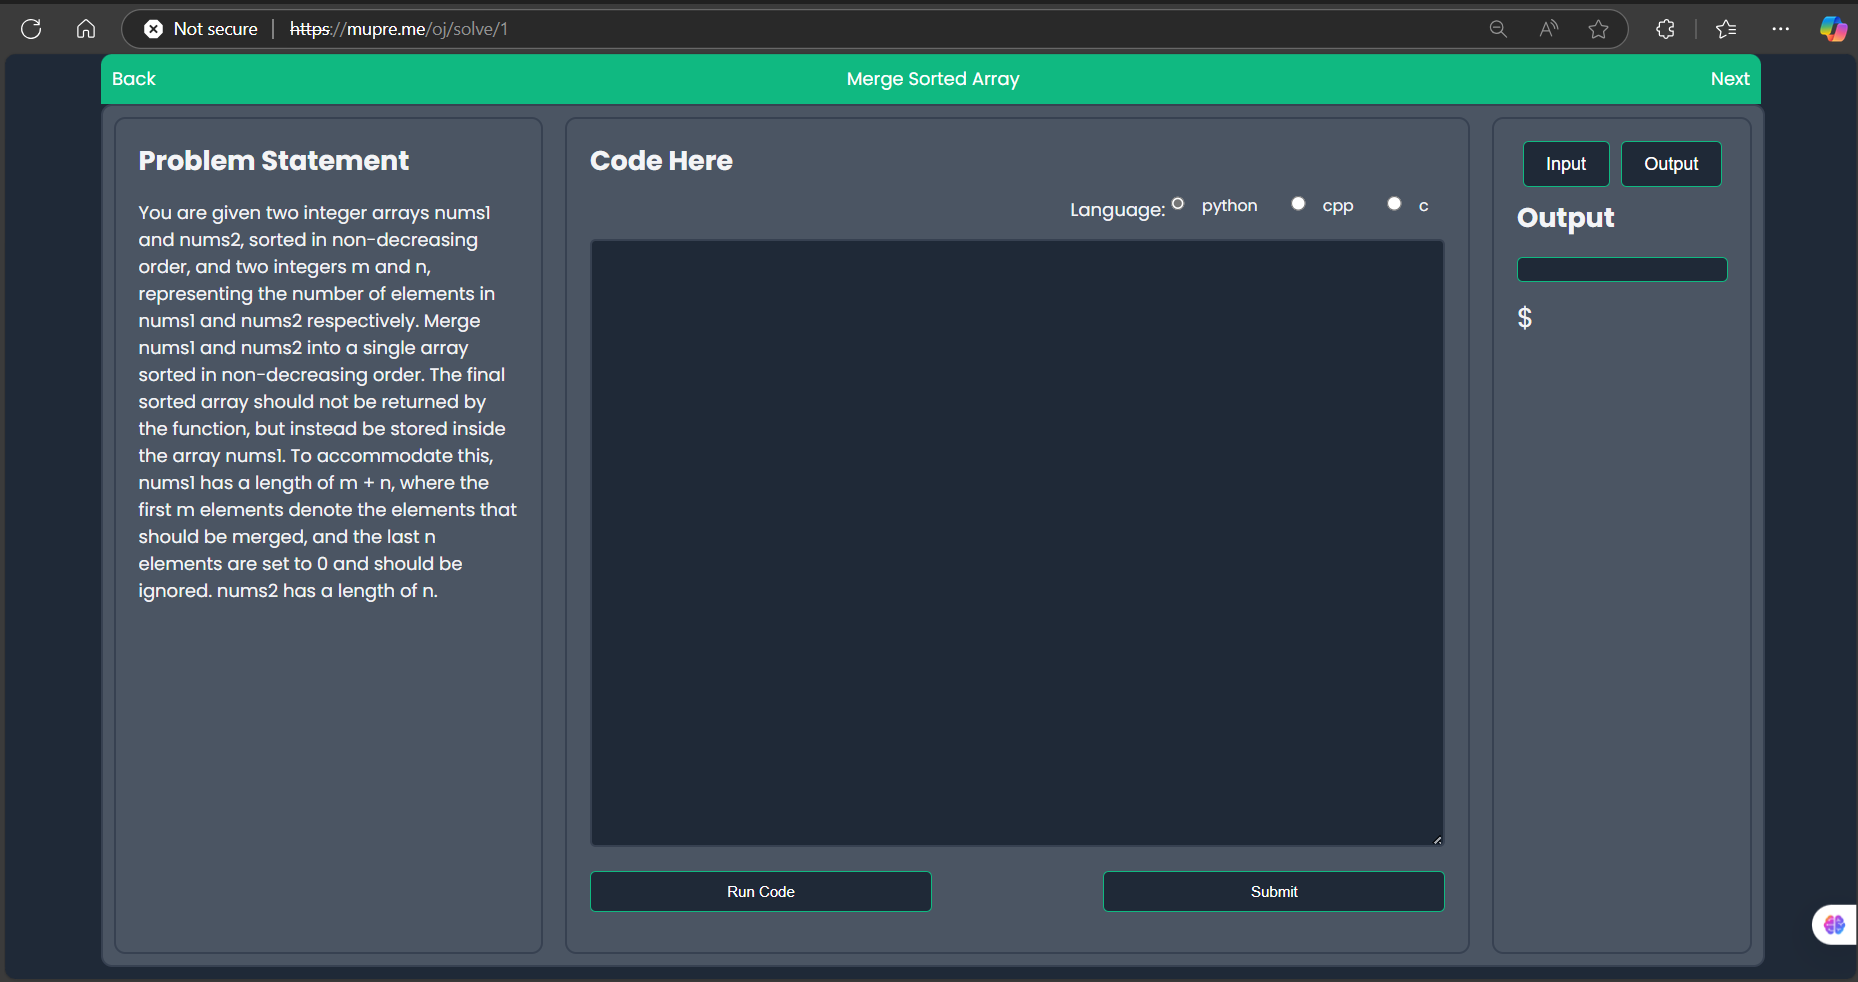 Not secure
https://mupre.me/oj/solve/1
Back
Merge Sorted Array
Next
Problem Statement
You are given two integer arrays nums1
and nums2, sorted in non-decreasing
order, and two integers m and n,
representing the number of elements in
nums1 and nums2 respectively. Merge
nums1 and nums2 into a single array
sorted in non-decreasing order. The final
sorted array should not be returned by
the function, but instead be stored inside
the array nums1. To accommodate this,
nums1 has a length of m + n, where the
first m elements denote the elements that
should be merged, and the last n
elements are set to 0 and should be
ignored. nums2 has a length of n.
Code Here
Language: python cpp c
Run Code
Submit
Input
Output
Output
$